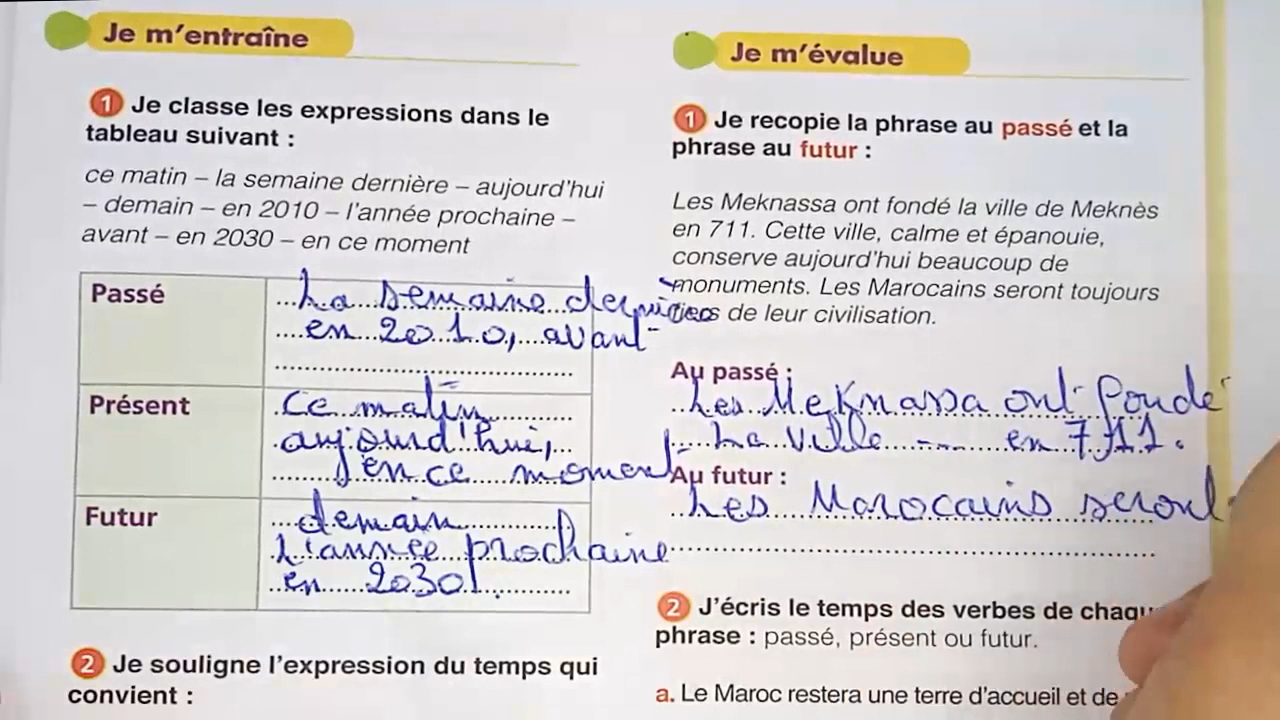 Je m'entraîne
1 Je classe les expressions dans le
tableau suivant :
ce matin – la semaine dernière – aujourd'hui
– demain – en 2010 – l'année prochaine –
avant – en 2030 – en ce moment
Passé
La semaine dernière
en 2010, avant
Présent
ce matin
aujourd'hui,
en ce moment
Futur
demain
L'année prochaine
en 2030
2 Je souligne l'expression du temps qui
convient :
Je m'évalue
1 Je recopie la phrase au passé et la
phrase au futur :
Les Meknassa ont fondé la ville de Meknès
en 711. Cette ville, calme et épanouie,
conserve aujourd'hui beaucoup de
monuments. Les Marocains seront toujours
de leur civilisation.
Au passé :
Les Meknassa ont fondé
La ville ---- en 711.
Au futur :
Les Marocains seront
2 J'écris le temps des verbes de
phrase : passé, présent ou futur.
a. Le Maroc restera une terre d'accueil et de